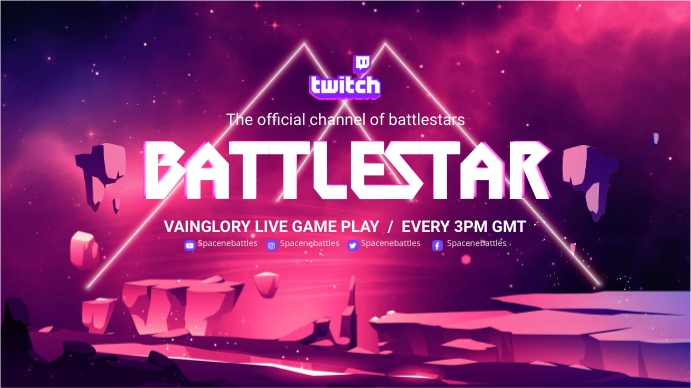 twitch
The official channel of battlestars
BATTLESTAR
VAINGLORY LIVE GAME PLAY / EVERY 3PM GMT
Spacenebattles Spacenebattles Spacenebattles Spacenebattles